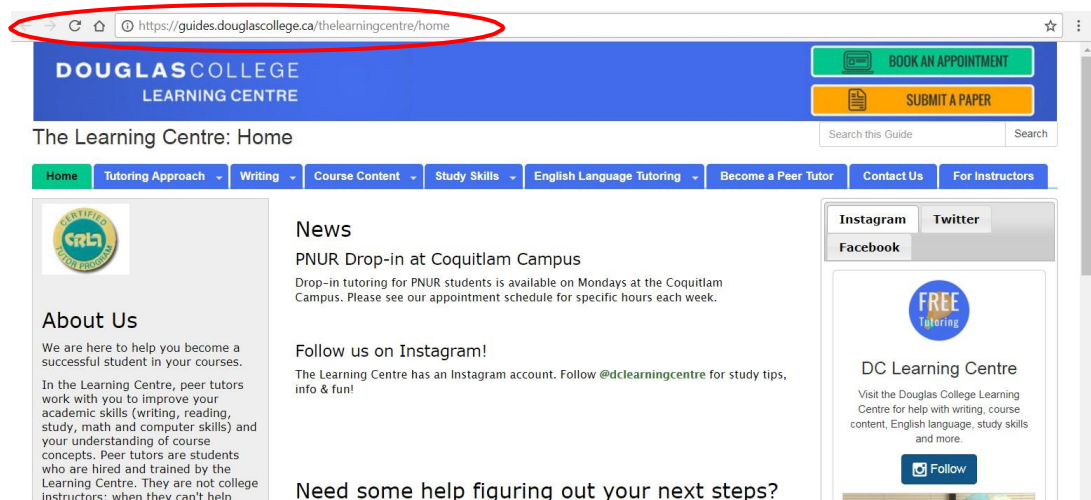 https://guides.douglascollege.ca/thelearningcentre/home
DOUGLASCOLLEGE
LEARNING CENTRE
BOOK AN APPOINTMENT
SUBMIT A PAPER
The Learning Centre: Home
Search this Guide
Search
Home
Tutoring Approach
Writing
Course Content
Study Skills
English Language Tutoring
Become a Peer Tutor
Contact Us
For Instructors
CERTIFIED
CRLA
TUTOR PROGRAM
About Us
We are here to help you become a
successful student in your courses.
In the Learning Centre, peer tutors
work with you to improve your
academic skills (writing, reading,
study, math and computer skills) and
your understanding of course
concepts. Peer tutors are students
who are hired and trained by the
Learning Centre. They are not college
instructors; when they can't help
News
PNUR Drop-in at Coquitlam Campus
Drop-in tutoring for PNUR students is available on Mondays at the Coquitlam
Campus. Please see our appointment schedule for specific hours each week.
Follow us on Instagram!
The Learning Centre has an Instagram account. Follow @dclearningcentre for study tips,
info & fun!
Need some help figuring out your next steps?
Instagram
Twitter
Facebook
FREE
Tutoring
DC Learning Centre
Visit the Douglas College Learning
Centre for help with writing, course
content, English language, study skills
and more.
Follow